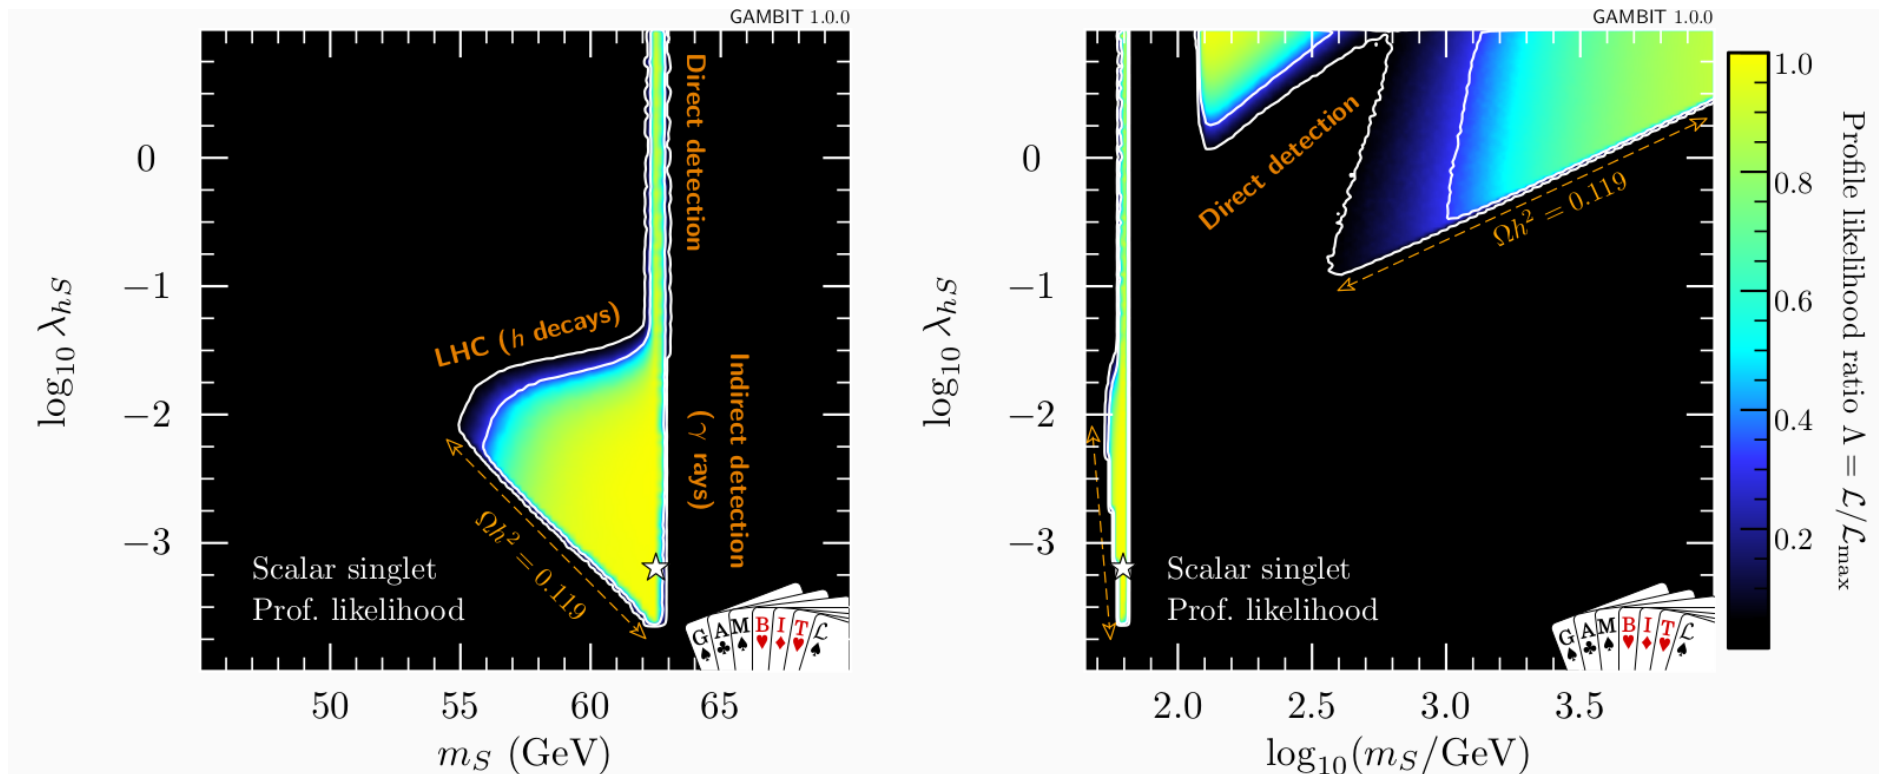 GAMBIT 1.0.0
Direct detection
LHC (h decays)
Indirect detection
(γ rays)
Ωh² = 0.119
Scalar singlet
Prof. likelihood
GAMBIT
0
−1
−2
−3
log₁₀ λhS
50 55 60 65
mS (GeV)
GAMBIT 1.0.0
Direct detection
Ωh² = 0.119
Scalar singlet
Prof. likelihood
GAMBIT
0
−1
−2
−3
log₁₀ λhS
2.0 2.5 3.0 3.5
log₁₀(mS/GeV)
1.0
0.8
0.6
0.4
0.2
Profile likelihood ratio Λ = ℒ/ℒmax